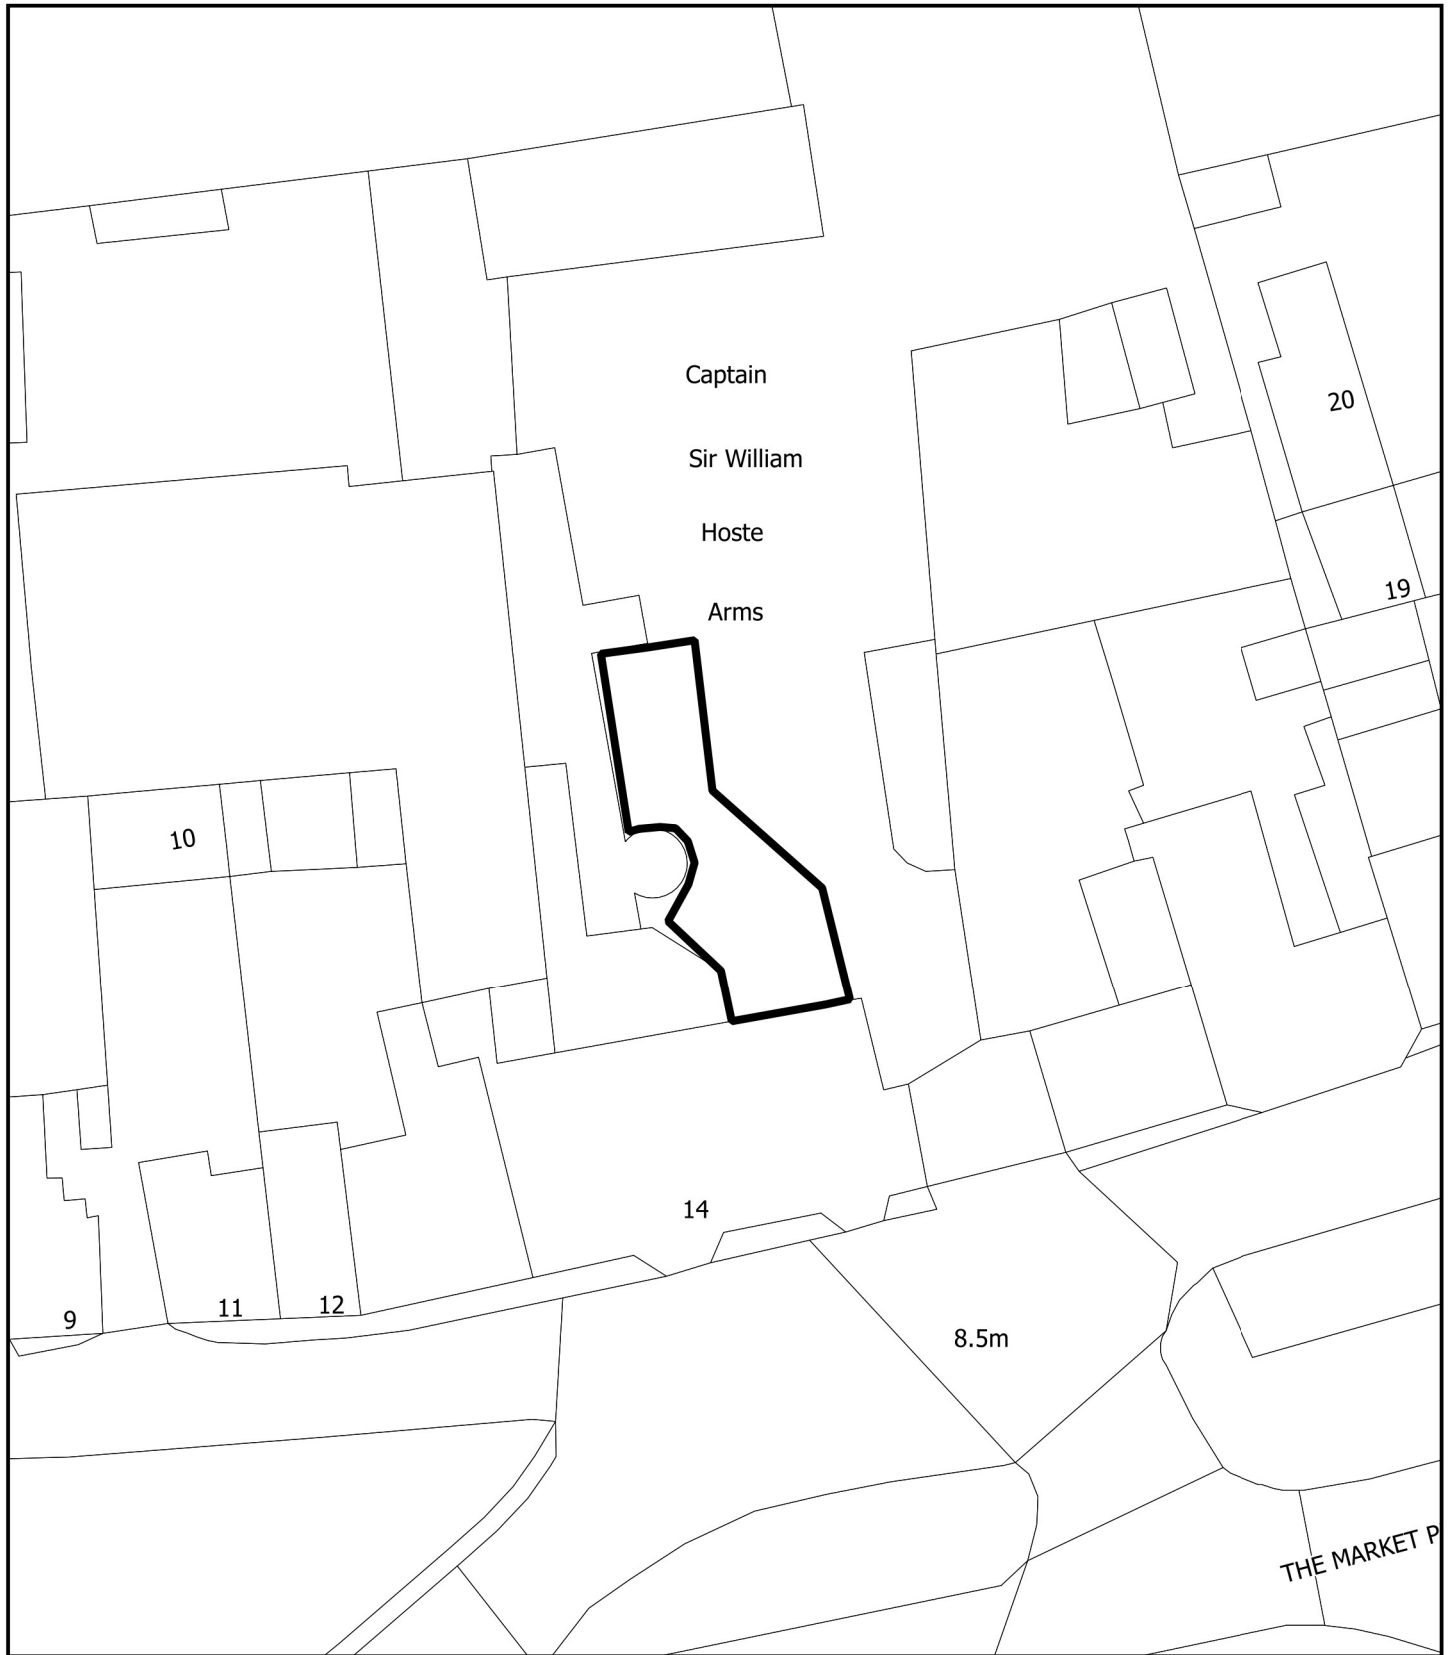 Captain
Sir William
Hoste
Arms
20
19
10
14
9
11
12
8.5m
THE MARKET P